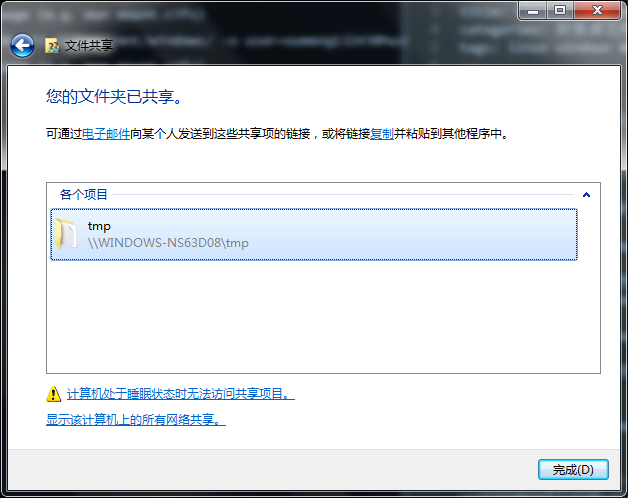 文件共享
您的文件夹已共享。
可通过电子邮件向某个人发送到这些共享项的链接，或将链接复制并粘贴到其他程序中。
各个项目
tmp
\\WINDOWS-NS63D08\tmp
计算机处于睡眠状态时无法访问共享项目。
显示该计算机上的所有网络共享。
完成(D)